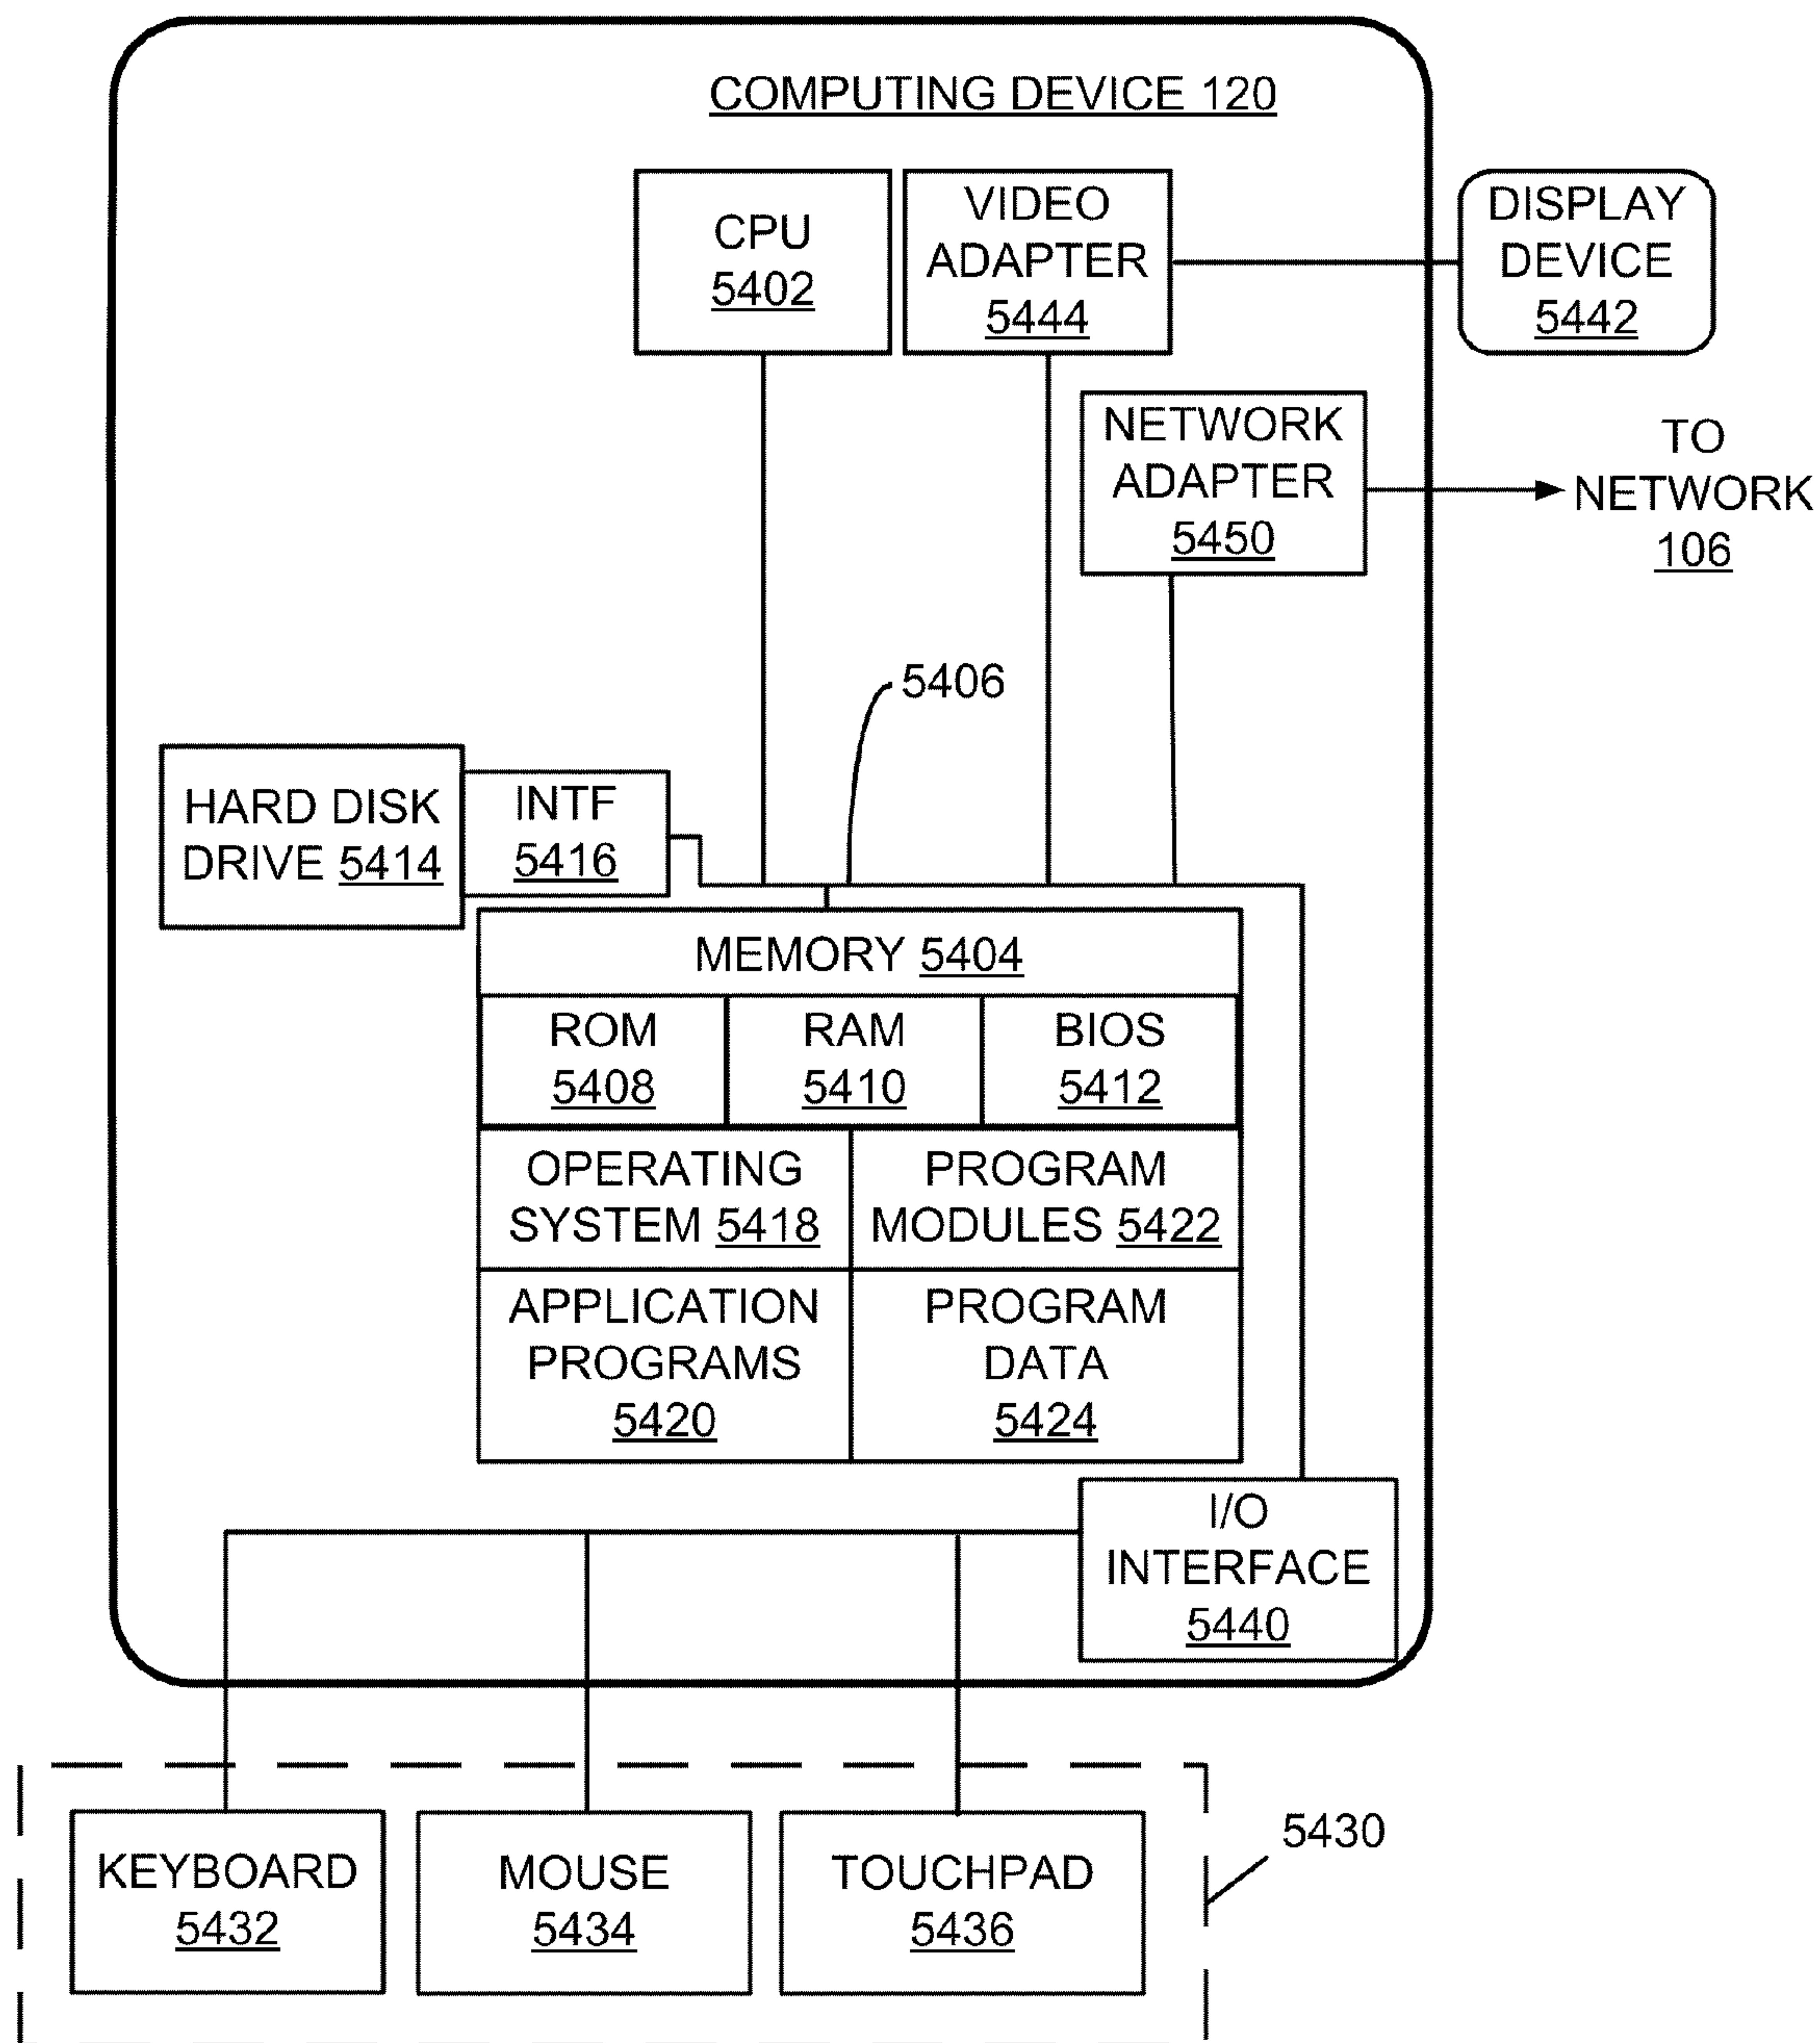 COMPUTING DEVICE 120
CPU
5402
VIDEO
ADAPTER
5444
DISPLAY
DEVICE
5442
NETWORK
ADAPTER
5450
TO
NETWORK
106
5406
HARD DISK
DRIVE 5414
INTF
5416
MEMORY 5404
ROM
5408
RAM
5410
BIOS
5412
OPERATING
SYSTEM 5418
PROGRAM
MODULES 5422
APPLICATION
PROGRAMS
5420
PROGRAM
DATA
5424
I/O
INTERFACE
5440
5430
KEYBOARD
5432
MOUSE
5434
TOUCHPAD
5436